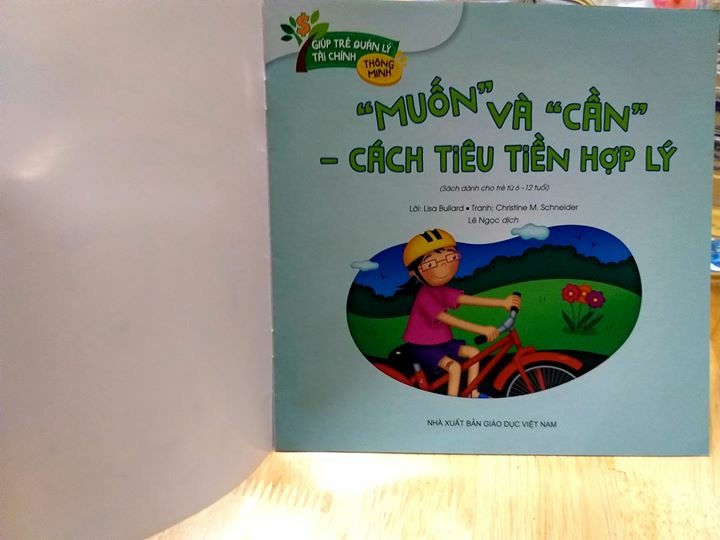 GIÚP TRẺ QUẢN LÝ
TÀI CHÍNH
THÔNG
MINH
"MUỐN" VÀ "CẦN"
– CÁCH TIÊU TIỀN HỢP LÝ
(Sách dành cho trẻ từ 6 - 12 tuổi)
Lời: Lisa Bullard • Tranh: Christine M. Schneider
Lê Ngọc dịch
NHÀ XUẤT BẢN GIÁO DỤC VIỆT NAM